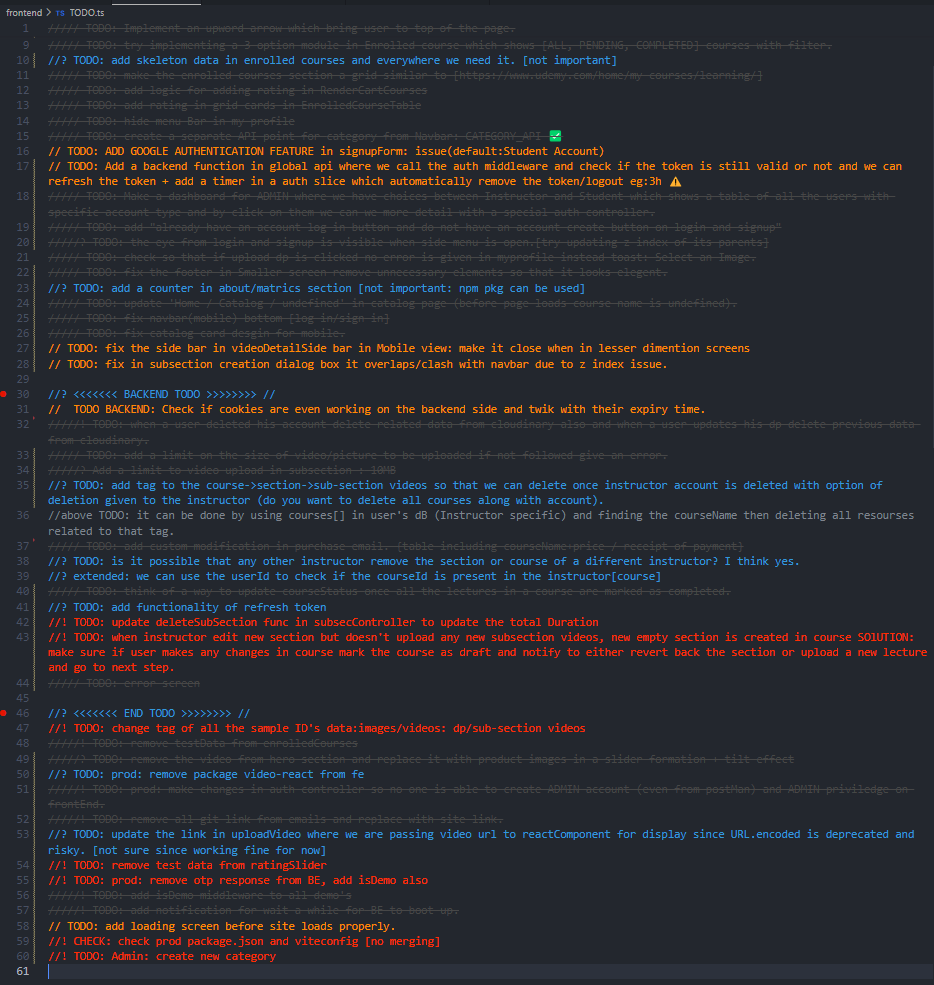 frontend > TS TODO.ts
1 ///// TODO: Implement an upword arrow which bring user to top of the page.
9 ///// TODO: try implementing a 3 option module in Enrolled course which shows [ALL, PENDING, COMPLETED] courses with filter.
10 //? TODO: add skeleton data in enrolled courses and everywhere we need it. [not important]
11 ///// TODO: make the enrolled courses section a grid similar to [https://www.udemy.com/home/my-courses/learning/]
12 ///// TODO: add logic for adding rating in RenderCartCourses
13 ///// TODO: add rating in grid cards in EnrolledCourseTable
14 ///// TODO: hide menu Bar in my profile
15 ///// TODO: create a separate API point for category from Navbar: CATEGORY_API ✅
16 // TODO: ADD GOOGLE AUTHENTICATION FEATURE in signupForm: issue(default:Student Account)
17 // TODO: Add a backend function in global api where we call the auth middleware and check if the token is still valid or not and we can
refresh the token + add a timer in a auth slice which automatically remove the token/logout eg:3h ⚠️
18 ///// TODO: Make a dashboard for ADMIN where we have choices between Instructor and Student which shows a table of all the users with
specific account type and by click on them we can we more detail with a special auth controller.
19 ///// TODO: add "already have an account log in button and do not have an account create button on login and signup"
20 /////? TODO: the eye from login and signup is visible when side menu is open.[try updating z index of its parents]
21 ///// TODO: check so that if upload dp is clicked no error is given in myprofile instead toast: Select an Image.
22 ///// TODO: fix the footer in Smaller screen remove unnecessary elements so that it looks elegent.
23 //? TODO: add a counter in about/matrics section [not important: npm pkg can be used]
24 ///// TODO: update 'Home / Catalog / undefined' in catalog page (before page loads course name is undefined).
25 ///// TODO: fix navbar(mobile) bottom [log in/sign in]
26 ///// TODO: fix catalog card desgin for mobile.
27 // TODO: fix the side bar in videoDetailSide bar in Mobile view: make it close when in lesser dimention screens
28 // TODO: fix in subsection creation dialog box it overlaps/clash with navbar due to z index issue.
29
30 //? <<<<<<< BACKEND TODO >>>>>>>> //
31 //  TODO BACKEND: Check if cookies are even working on the backend side and twik with their expiry time.
32 /////! TODO: when a user deleted his account delete related data from cloudinary also and when a user updates his dp delete previous data
from cloudinary.
33 ///// TODO: add a limit on the size of video/picture to be uploaded if not followed give an error.
34 /////? Add a limit to video upload in subsection : 10MB
35 //? TODO: add tag to the course->section->sub-section videos so that we can delete once instructor account is deleted with option of
deletion given to the instructor (do you want to delete all courses along with account).
36 //above TODO: it can be done by using courses[] in user's dB (Instructor specific) and finding the courseName then deleting all resourses
related to that tag.
37 ///// TODO: add custom modification in purchase email. [table including courseName+price / receipt of payment]
38 //? TODO: is it possible that any other instructor remove the section or course of a different instructor? I think yes.
39 //? extended: we can use the userId to check if the courseId is present in the instructor[course]
40 ///// TODO: think of a way to update courseStatus once all the lectures in a course are marked as completed.
41 //? TODO: add functionality of refresh token
42 //! TODO: update deleteSubSection func in subsecController to update the total Duration
43 //! TODO: when instructor edit new section but doesn't upload any new subsection videos, new empty section is created in course SOlUTION:
make sure if user makes any changes in course mark the course as draft and notify to either revert back the section or upload a new lecture
and go to next step.
44 ///// TODO: error screen
45
46 //? <<<<<<< END TODO >>>>>>>> //
47 //! TODO: change tag of all the sample ID's data:images/videos: dp/sub-section videos
48 /////! TODO: remove testData from enrolledCourses
49 /////? TODO: remove the video from hero section and replace it with product images in a slider formation + tilt effect
50 //? TODO: prod: remove package video-react from fe
51 /////! TODO: prod: make changes in auth controller so no one is able to create ADMIN account (even from postMan) and ADMIN priviledge on
frontEnd.
52 /////! TODO: remove all git link from emails and replace with site link.
53 //? TODO: update the link in uploadVideo where we are passing video url to reactComponent for display since URL.encoded is deprecated and
risky. [not sure since working fine for now]
54 //! TODO: remove test data from ratingSlider
55 //! TODO: prod: remove otp response from BE, add isDemo also
56 /////! TODO: add isDemo middleware to all demo's
57 /////! TODO: add notification for wait a while for BE to boot up.
58 // TODO: add loading screen before site loads properly.
59 //! CHECK: check prod package.json and viteconfig [no merging]
60 //! TODO: Admin: create new category
61